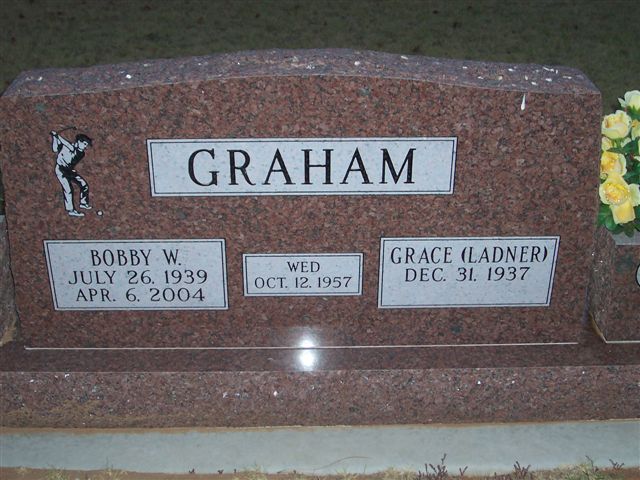 GRAHAM
BOBBY W.
JULY 26, 1939
APR. 6, 2004
WED
OCT. 12, 1957
GRACE (LADNER)
DEC. 31, 1937